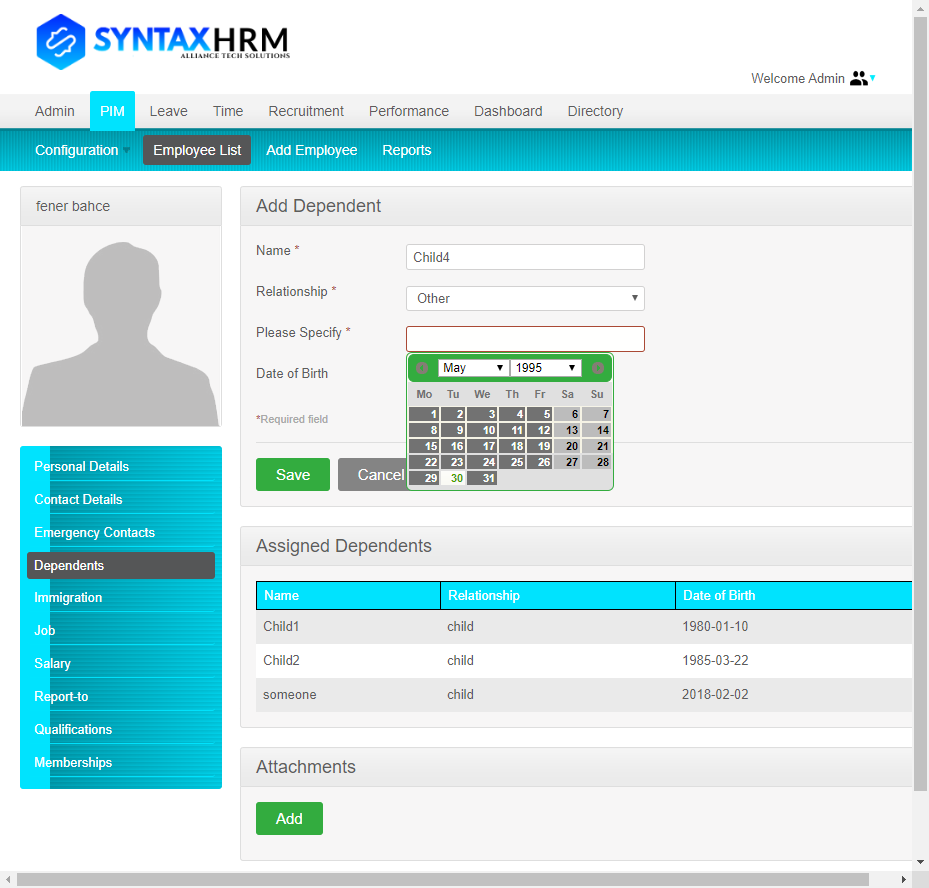 SYNTAXHRM
ALLIANCE TECH SOLUTIONS
Welcome Admin
Admin PIM Leave Time Recruitment Performance Dashboard Directory
Configuration Employee List Add Employee Reports
fener bahce
Personal Details
Contact Details
Emergency Contacts
Dependents
Immigration
Job
Salary
Report-to
Qualifications
Memberships
Add Dependent
Name * Child4
Relationship * Other
Please Specify *
Date of Birth
May 1995
Mo Tu We Th Fr Sa Su
1 2 3 4 5 6 7
8 9 10 11 12 13 14
15 16 17 18 19 20 21
22 23 24 25 26 27 28
29 30 31
*Required field
Save Cancel
Assigned Dependents
Name Relationship Date of Birth
Child1 child 1980-01-10
Child2 child 1985-03-22
someone child 2018-02-02
Attachments
Add